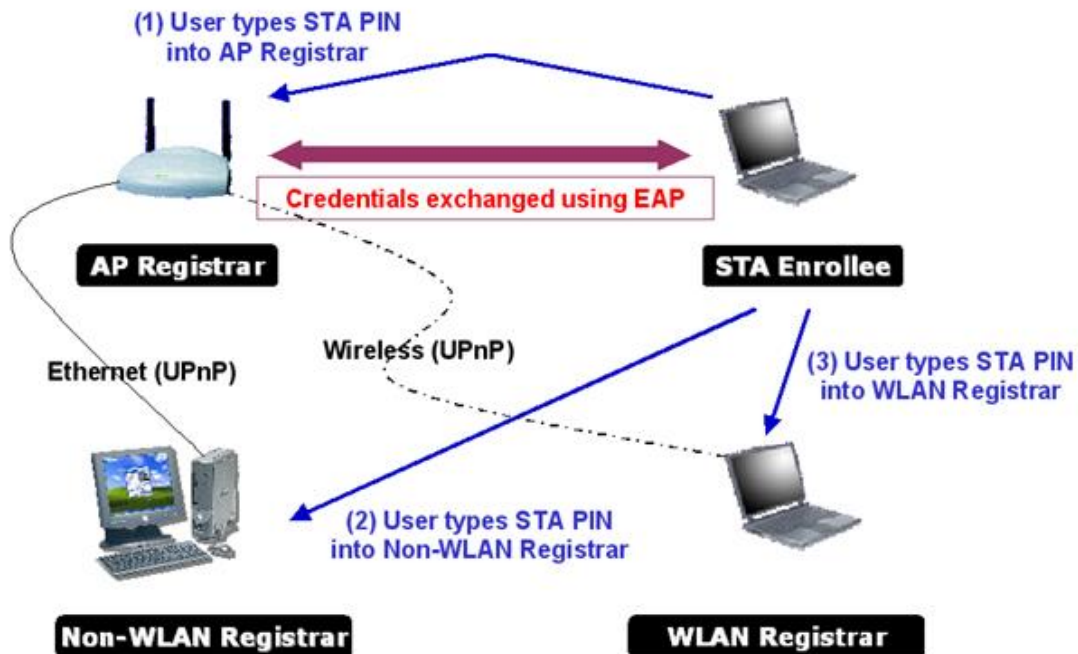 (1) User types STA PIN
into AP Registrar
Credentials exchanged using EAP
AP Registrar
STA Enrollee
Ethernet (UPnP)
Wireless (UPnP)
(3) User types STA PIN
into WLAN Registrar
(2) User types STA PIN
into Non-WLAN Registrar
Non-WLAN Registrar
WLAN Registrar